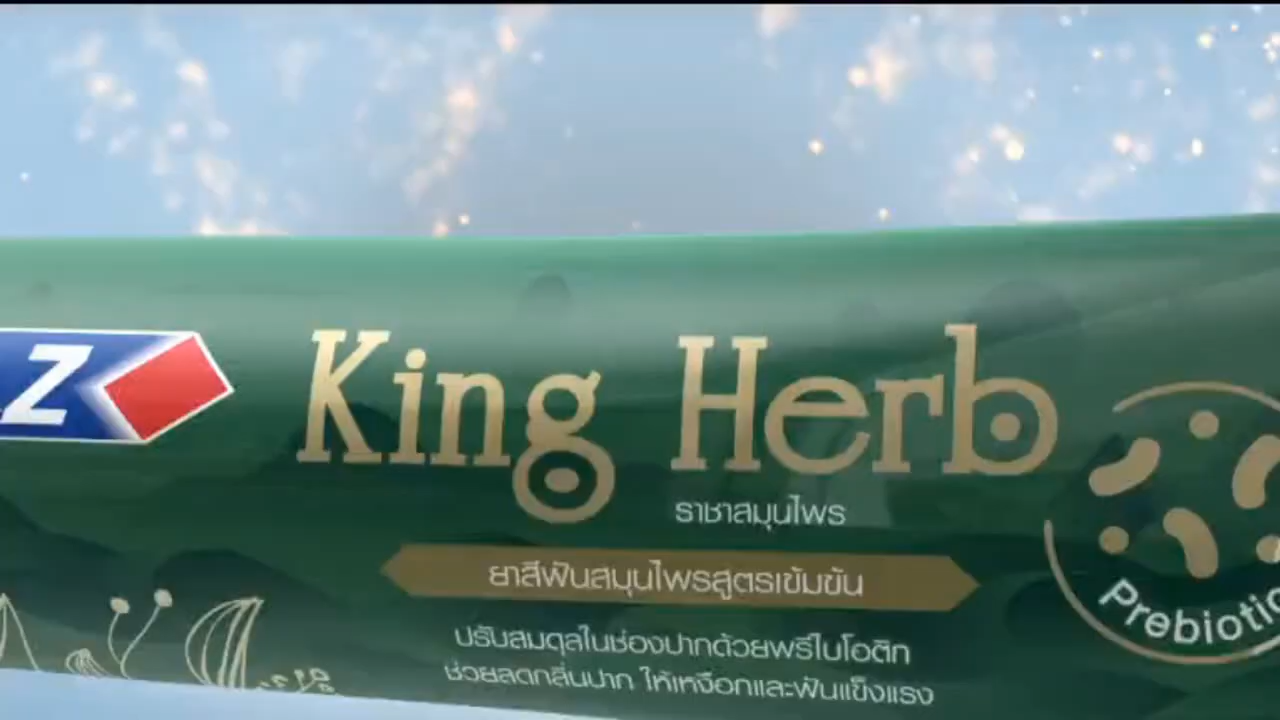 Z
King Herb
ราชาสมุนไพร
ยาสีฟันสมุนไพรสูตรเข้มข้น
ปรับสมดุลในช่องปากด้วยพรีไบโอติก
ช่วยลดกลิ่นปาก ให้เหงือกและฟันแข็งแรง
Prebiotic